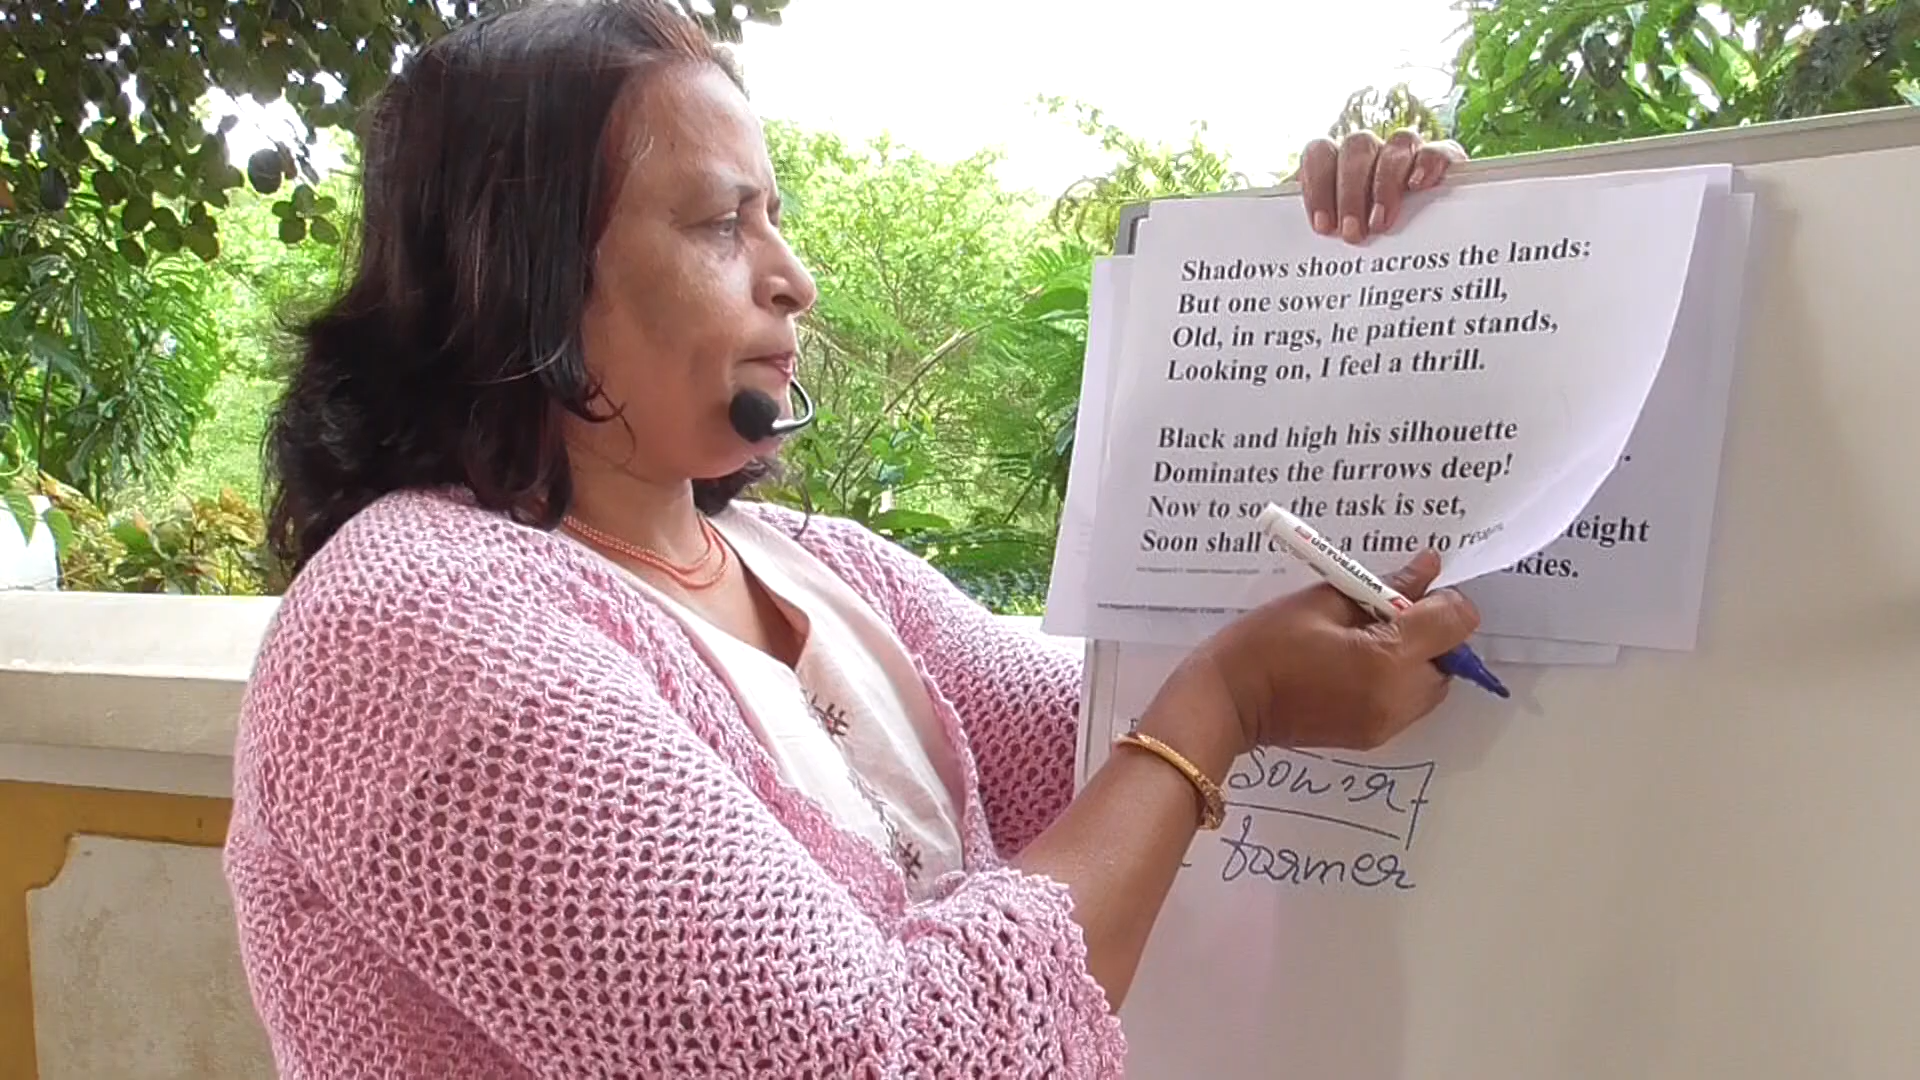 Shadows shoot across the lands;
But one sower lingers still,
Old, in rags, he patient stands,
Looking on, I feel a thrill.
Black and high his silhouette
Dominates the furrows deep!
Now to sow the task is set,
Soon shall a time to
eight
kies.
Sower
farmer